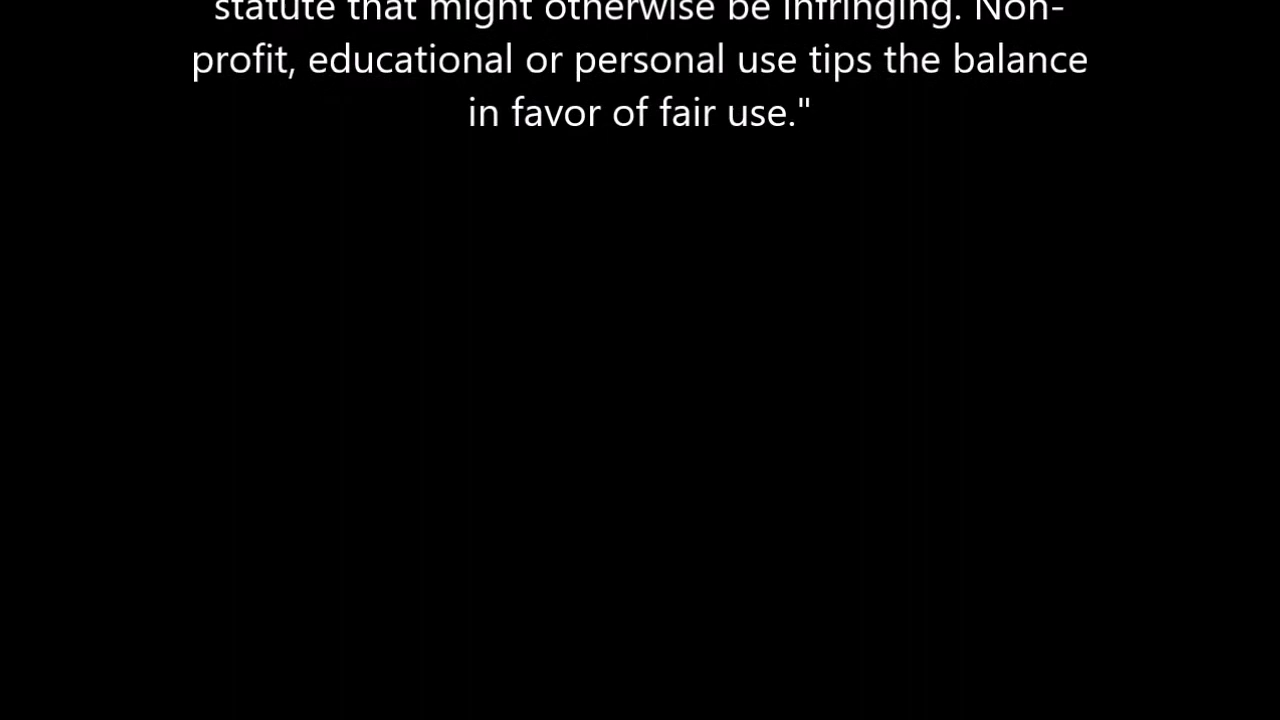 statute that might otherwise be infringing. Non-
profit, educational or personal use tips the balance
in favor of fair use."